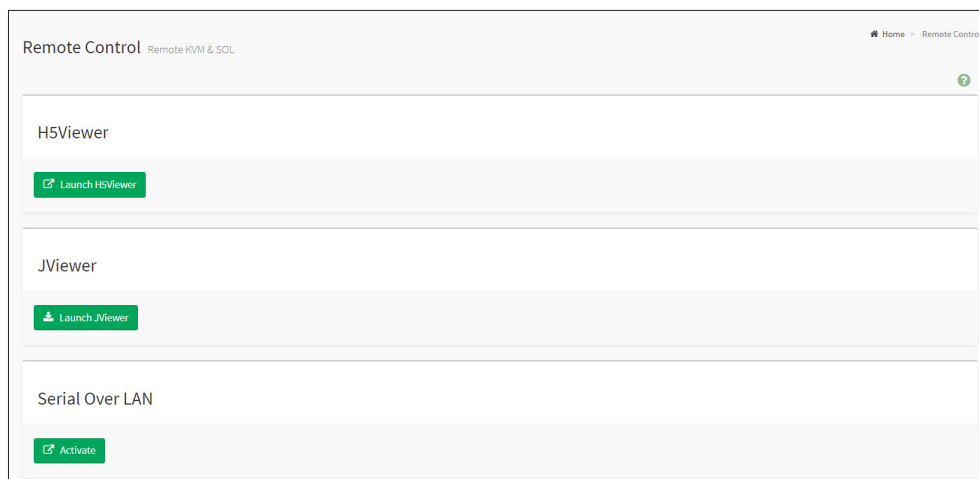 Remote Control Remote KVM & SOL
Home > Remote Contro
H5Viewer
Launch H5Viewer
JViewer
Launch JViewer
Serial Over LAN
Activate